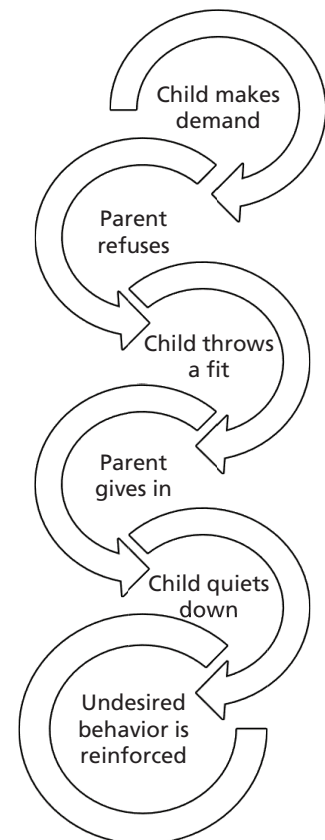 Child makes
demand
Parent
refuses
Child throws
a fit
Parent
gives in
Child quiets
down
Undesired
behavior is
reinforced